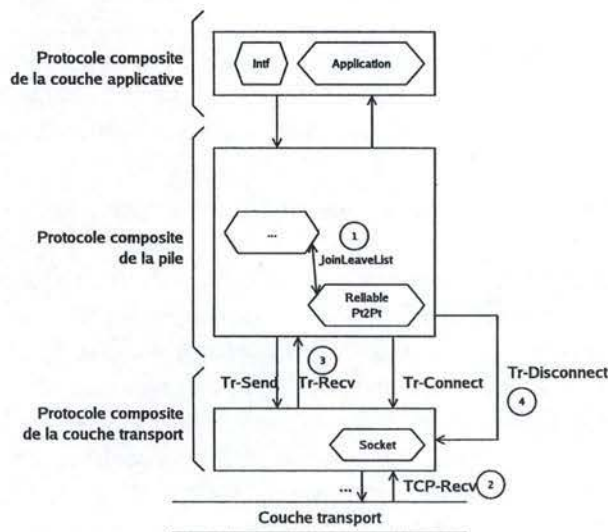 Protocole composite
de la couche applicative
Intf
Application
Protocole composite
de la pile
...
1
JoinLeaveList
Reliable
Pt2Pt
3
Tr-Send
Tr-Recv
Tr-Connect
Tr-Disconnect
4
Protocole composite
de la couche transport
Socket
...
TCP-Recv
2
Couche transport